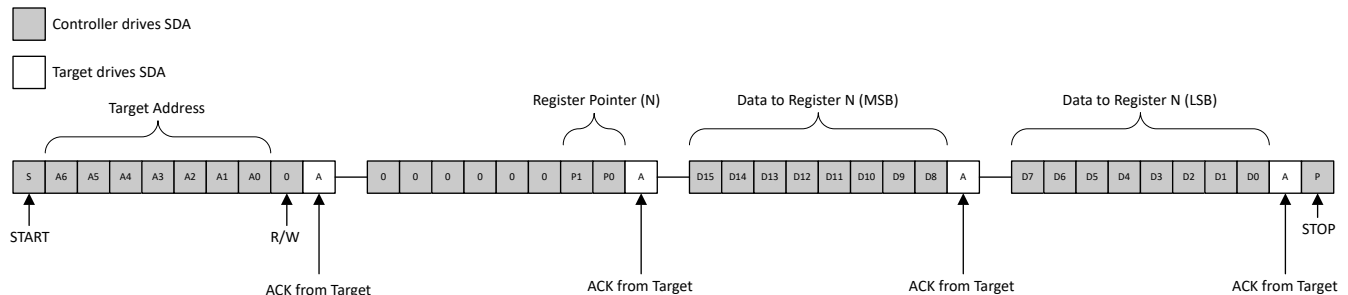 Controller drives SDA
Target drives SDA
Target Address
Register Pointer (N)
Data to Register N (MSB)
Data to Register N (LSB)
S A6 A5 A4 A3 A2 A1 A0 0 A 0 0 0 0 0 0 P1 P0 A D15 D14 D13 D12 D11 D10 D9 D8 A D7 D6 D5 D4 D3 D2 D1 D0 A P
START
R/W
STOP
ACK from Target
ACK from Target
ACK from Target
ACK from Target